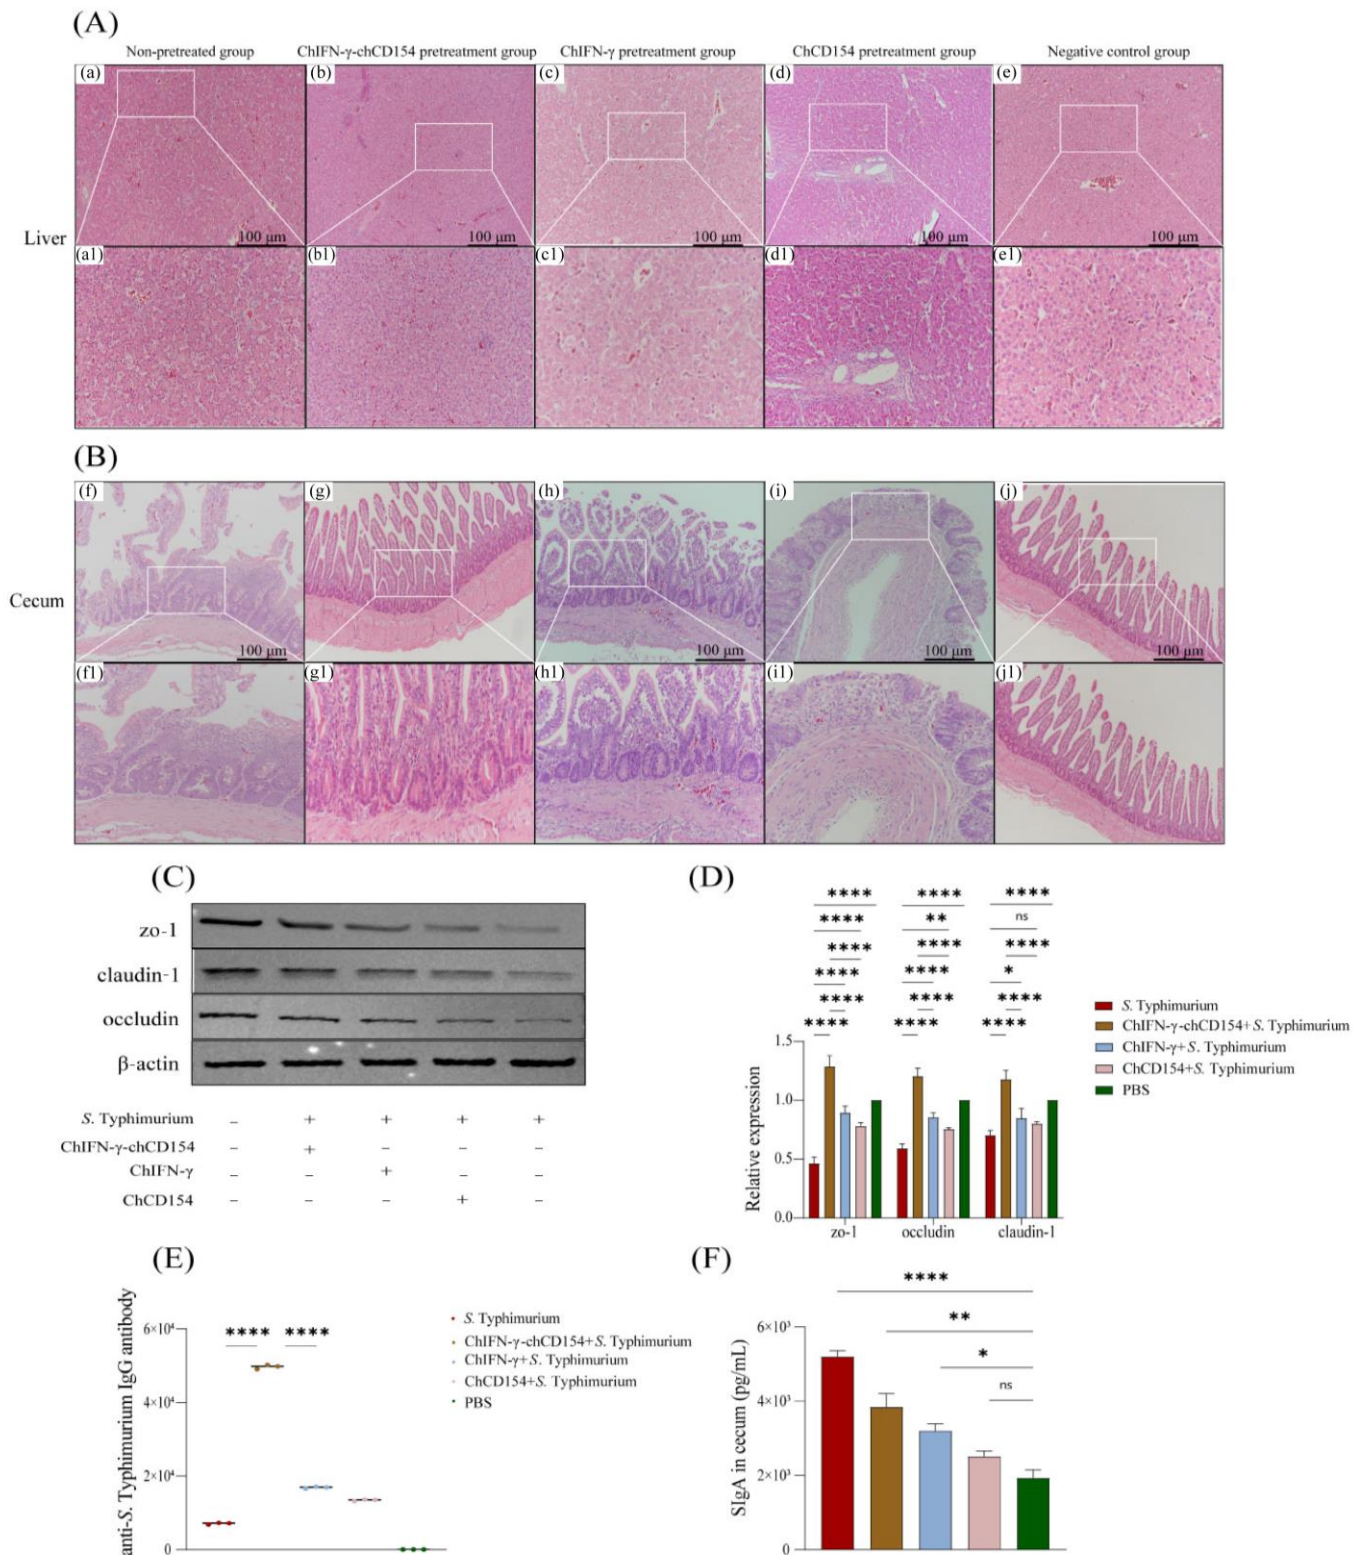 (A)
Non-pretreated group
ChIFN-γ-chCD154 pretreatment group
ChIFN-γ pretreatment group
ChCD154 pretreatment group
Negative control group
(a)
(b)
(c)
(d)
(e)
Liver
100 μm
100 μm
100 μm
100 μm
100 μm
(a1)
(b1)
(c1)
(d1)
(e1)
(B)
(f)
(g)
(h)
(i)
(j)
Cecum
100 μm
100 μm
100 μm
100 μm
100 μm
(f1)
(g1)
(h1)
(i1)
(j1)
(C)
zo-1
claudin-1
occludin
β-actin
S. Typhimurium – + + + +
ChIFN-γ-chCD154 – + – – –
ChIFN-γ – – + – –
ChCD154 – – – + –
(D)
**** **** ****
**** ** ns
**** **** ****
**** **** *
**** **** ****
**** **** ****
Relative expression
1.5
1.0
0.5
0.0
zo-1
occludin
claudin-1
S. Typhimurium
ChIFN-γ-chCD154+S. Typhimurium
ChIFN-γ+S. Typhimurium
ChCD154+S. Typhimurium
PBS
(E)
anti-S. Typhimurium IgG antibody
6×10⁴
4×10⁴
2×10⁴
0
**** ****
S. Typhimurium
ChIFN-γ-chCD154+S. Typhimurium
ChIFN-γ+S. Typhimurium
ChCD154+S. Typhimurium
PBS
(F)
SIgA in cecum (pg/mL)
6×10³
4×10³
2×10³
0
****
**
*
ns